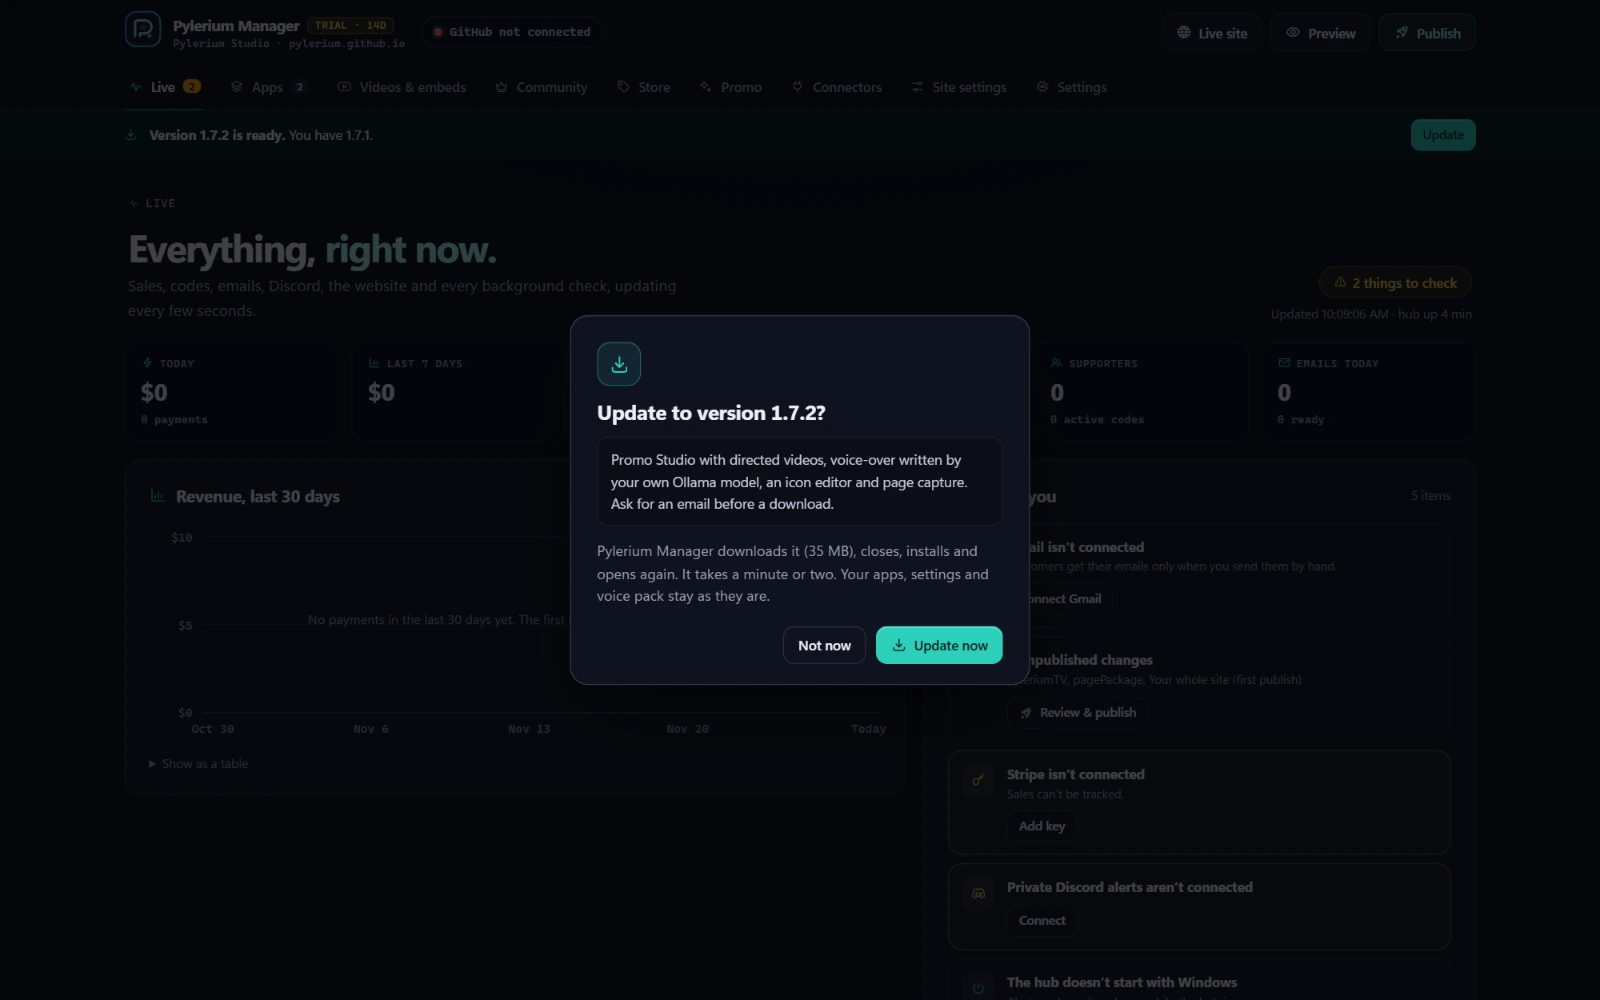 Pylerium Manager TRIAL · 14D
Pylerium Studio · pylerium.github.io
GitHub not connected
Live site
Preview
Publish
Live 2
Apps 2
Videos & embeds
Community
Store
Promo
Connectors
Site settings
Settings
Version 1.7.2 is ready. You have 1.7.1.
Update
LIVE
Everything, right now.
Sales, codes, emails, Discord, the website and every background check, updating
every few seconds.
2 things to check
Updated 10:09:06 AM · hub up 4 min
TODAY
$0
0 payments
LAST 7 DAYS
$0
SUPPORTERS
0
0 active codes
EMAILS TODAY
0
0 ready
Update to version 1.7.2?
Promo Studio with directed videos, voice-over written by
your own Ollama model, an icon editor and page capture.
Ask for an email before a download.
Pylerium Manager downloads it (35 MB), closes, installs and
opens again. It takes a minute or two. Your apps, settings and
voice pack stay as they are.
Not now
Update now
Revenue, last 30 days
$10
$5
$0
No payments in the last 30 days yet. The first
Oct 30
Nov 6
Nov 13
Nov 20
Today
Show as a table
you
5 items
isn't connected
get their emails only when you send them by hand.
Gmail
changes
pagePackage, Your whole site (first publish)
Review & publish
Stripe isn't connected
Sales can't be tracked.
Add key
Private Discord alerts aren't connected
Connect
The hub doesn't start with Windows